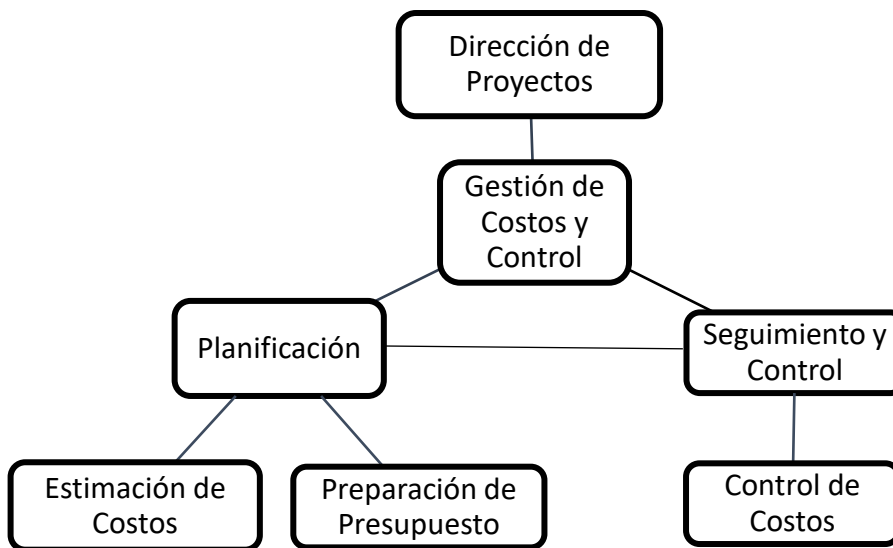 Dirección de
Proyectos
Gestión de
Costos y
Control
Planificación
Seguimiento y
Control
Estimación de
Costos
Preparación de
Presupuesto
Control de
Costos